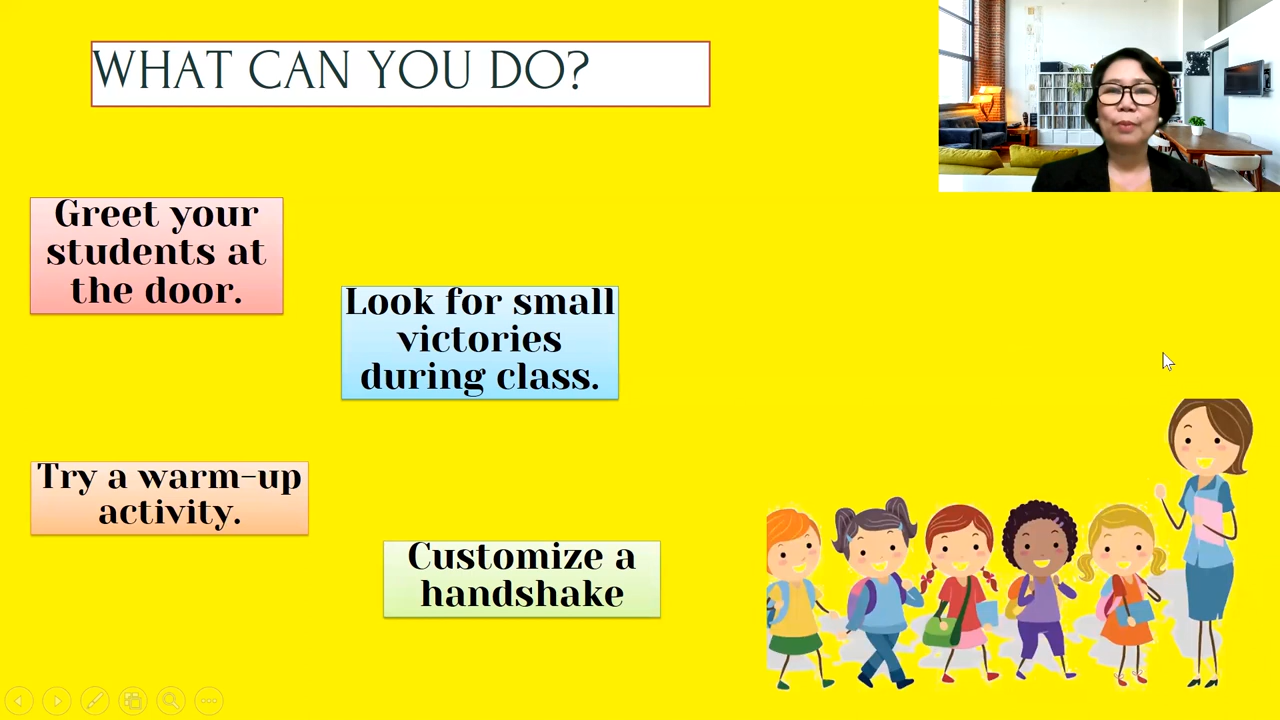 WHAT CAN YOU DO?
Greet your
students at
the door.
Look for small
victories
during class.
Try a warm-up
activity.
Customize a
handshake